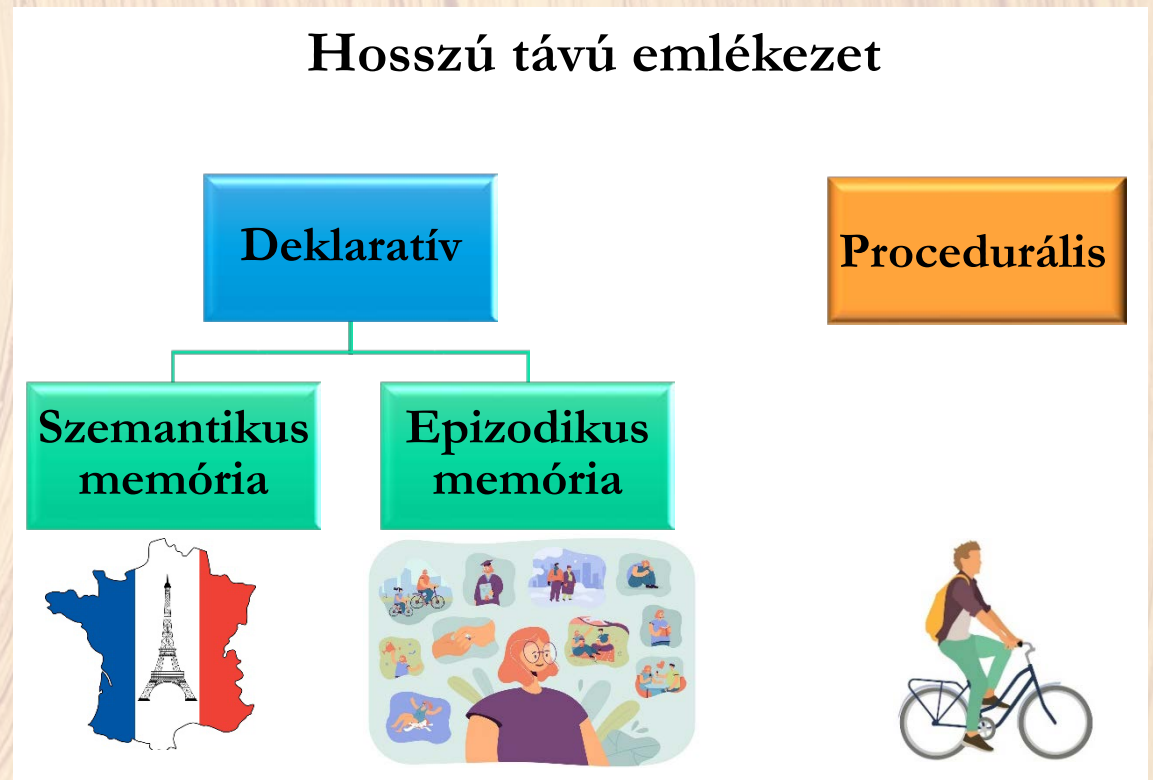 Hosszú távú emlékezet
Deklaratív
Procedurális
Szemantikus
memória
Epizodikus
memória